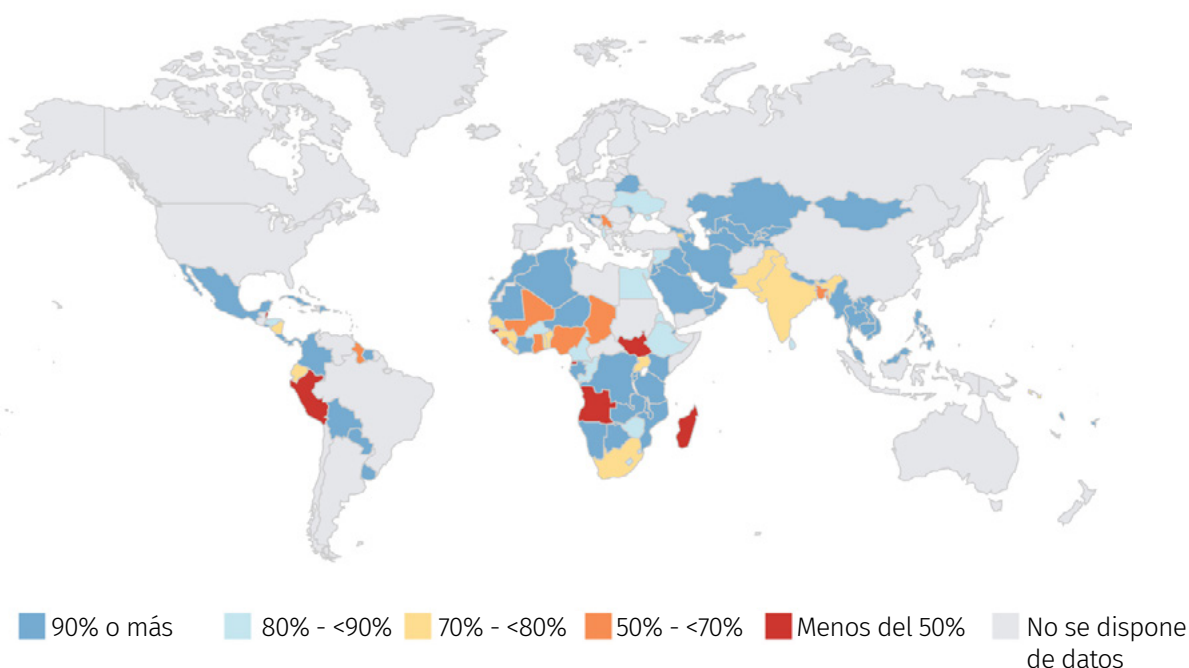 90% o más
80% - <90%
70% - <80%
50% - <70%
Menos del 50%
No se dispone
de datos